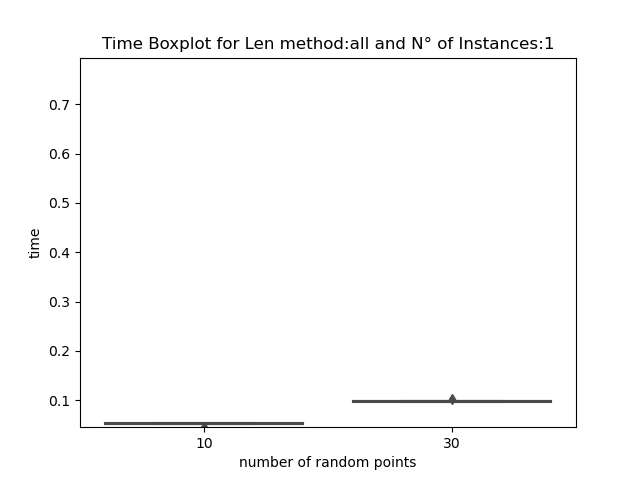 Time Boxplot for Len method:all and N° of Instances:1
0.7
0.6
0.5
0.4
0.3
0.2
0.1
time
10 30
number of random points